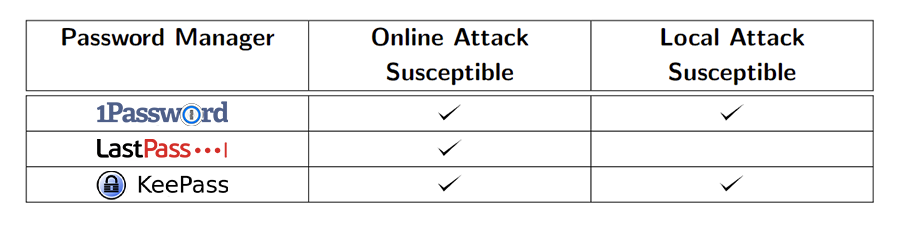 Password Manager Online Attack Susceptible Local Attack Susceptible
1Password ✓ ✓
LastPass •••| ✓
KeePass ✓ ✓